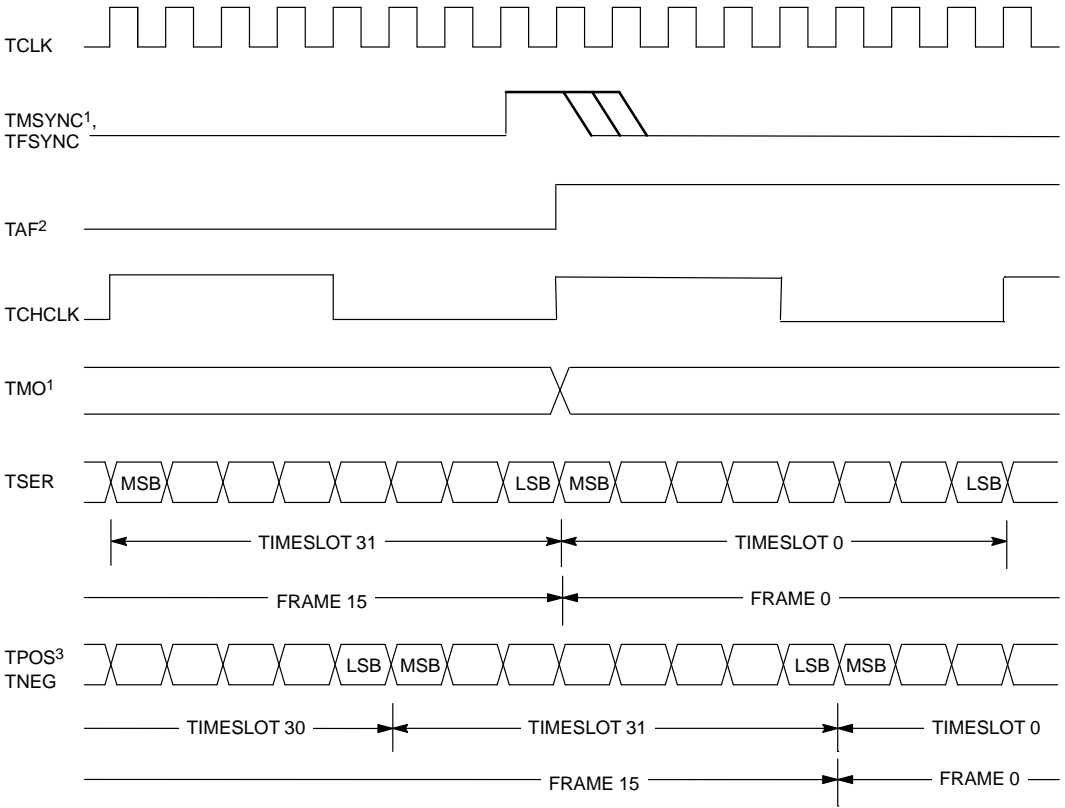 TCLK
TMSYNC1,
TFSYNC
TAF2
TCHCLK
TMO1
TSER MSB LSB MSB LSB
TIMESLOT 31 TIMESLOT 0
FRAME 15 FRAME 0
TPOS3
TNEG
LSB MSB LSB MSB
TIMESLOT 30 TIMESLOT 31 TIMESLOT 0
FRAME 15 FRAME 0